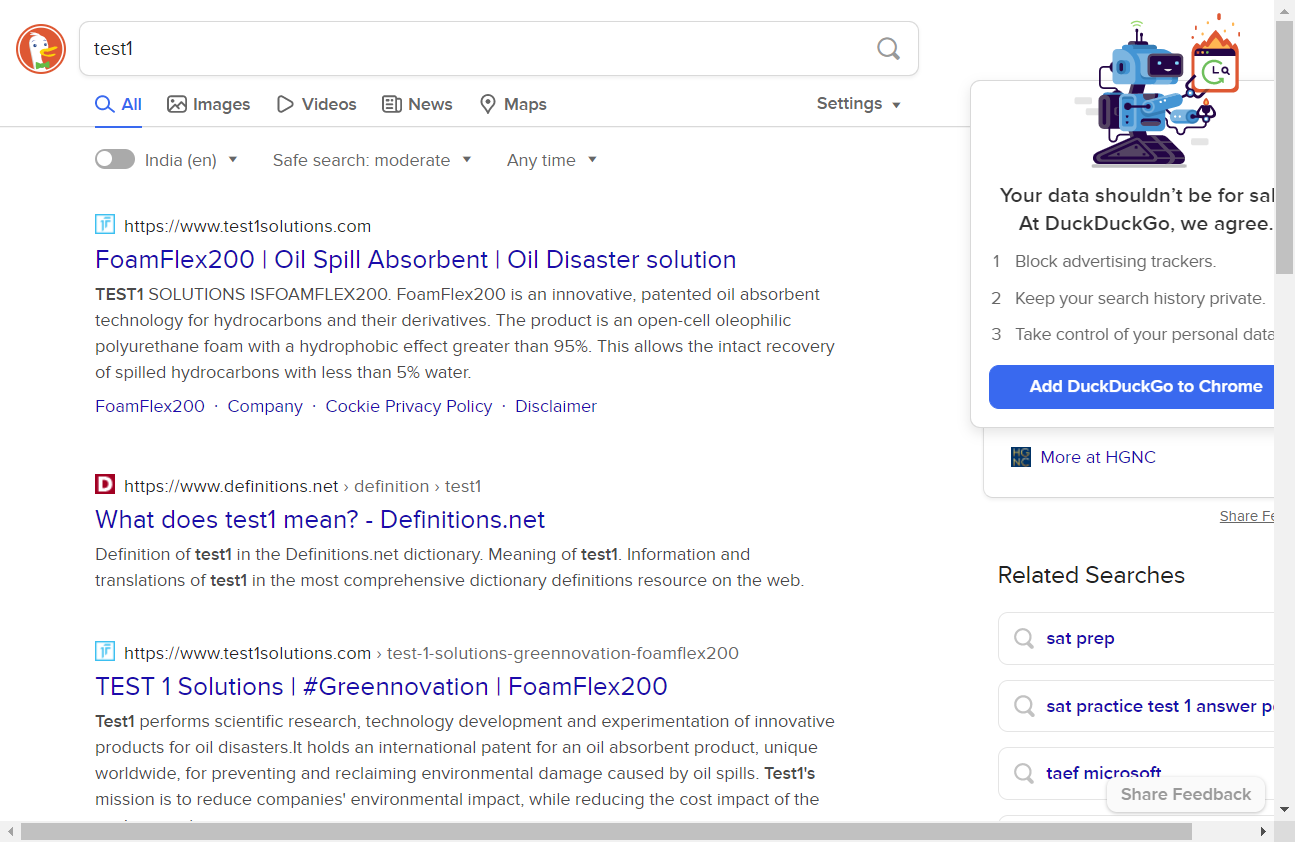 test1
All
Images
Videos
News
Maps
Settings
India (en)
Safe search: moderate
Any time
https://www.test1solutions.com
FoamFlex200 | Oil Spill Absorbent | Oil Disaster solution
TEST1 SOLUTIONS ISFOAMFLEX200. FoamFlex200 is an innovative, patented oil absorbent
technology for hydrocarbons and their derivatives. The product is an open-cell oleophilic
polyurethane foam with a hydrophobic effect greater than 95%. This allows the intact recovery
of spilled hydrocarbons with less than 5% water.
FoamFlex200 · Company · Cockie Privacy Policy · Disclaimer
https://www.definitions.net › definition › test1
What does test1 mean? - Definitions.net
Definition of test1 in the Definitions.net dictionary. Meaning of test1. Information and
translations of test1 in the most comprehensive dictionary definitions resource on the web.
https://www.test1solutions.com › test-1-solutions-greennovation-foamflex200
TEST 1 Solutions | #Greennovation | FoamFlex200
Test1 performs scientific research, technology development and experimentation of innovative
products for oil disasters.It holds an international patent for an oil absorbent product, unique
worldwide, for preventing and reclaiming environmental damage caused by oil spills. Test1's
mission is to reduce companies' environmental impact, while reducing the cost impact of the
Your data shouldn't be for sal
At DuckDuckGo, we agree.
1 Block advertising trackers.
2 Keep your search history private.
3 Take control of your personal data
Add DuckDuckGo to Chrome
HG
NC
More at HGNC
Share Fe
Related Searches
sat prep
sat practice test 1 answer p
taef microsoft
Share Feedback